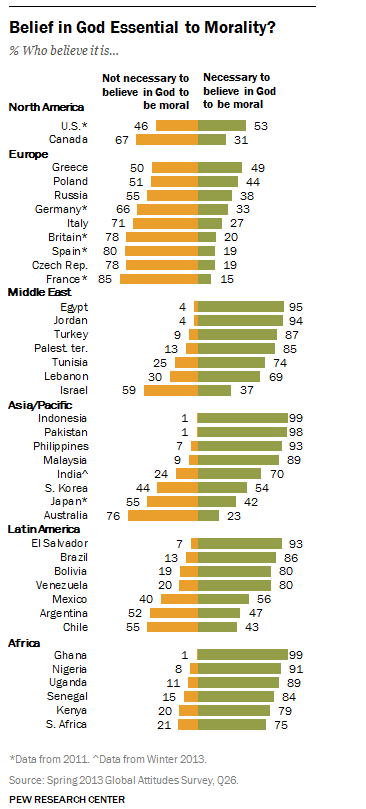 Belief in God Essential to Morality?
% Who believe it is...
Not necessary to believe in God to be moral
Necessary to believe in God to be moral
North America
U.S.* 46 53
Canada 67 31
Europe
Greece 50 49
Poland 51 44
Russia 55 38
Germany* 66 33
Italy 71 27
Britain* 78 20
Spain* 80 19
Czech Rep. 78 19
France* 85 15
Middle East
Egypt 4 95
Jordan 4 94
Turkey 9 87
Palest. ter. 13 85
Tunisia 25 74
Lebanon 30 69
Israel 59 37
Asia/Pacific
Indonesia 1 99
Pakistan 1 98
Philippines 7 93
Malaysia 9 89
India^ 24 70
S. Korea 44 54
Japan* 55 42
Australia 76 23
Latin America
El Salvador 7 93
Brazil 13 86
Bolivia 19 80
Venezuela 20 80
Mexico 40 56
Argentina 52 47
Chile 55 43
Africa
Ghana 1 99
Nigeria 8 91
Uganda 11 89
Senegal 15 84
Kenya 20 79
S. Africa 21 75
*Data from 2011. ^Data from Winter 2013.
Source: Spring 2013 Global Attitudes Survey, Q26.
PEW RESEARCH CENTER